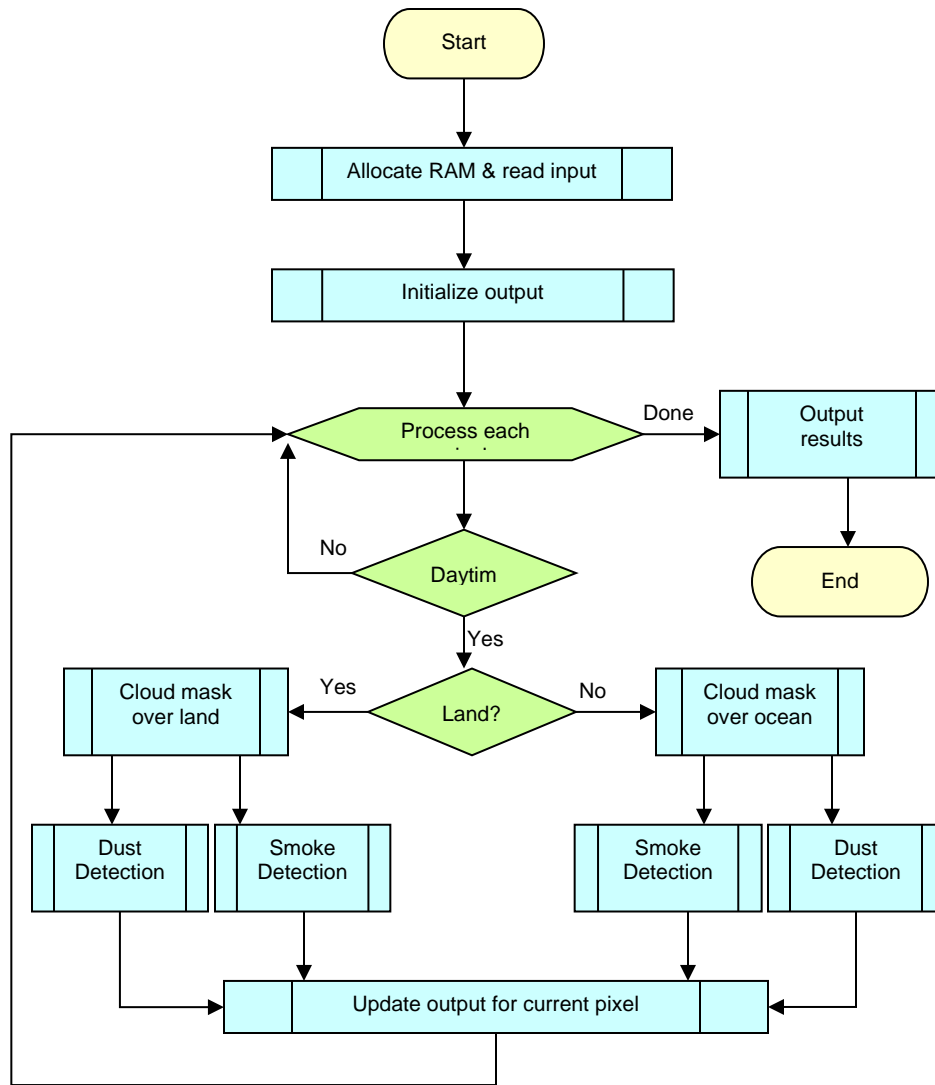 Start
Allocate RAM & read input
Initialize output
Process each
Done
Output
results
No
Daytim
End
Yes
Cloud mask
over land
Yes
Land?
No
Cloud mask
over ocean
Dust
Detection
Smoke
Detection
Smoke
Detection
Dust
Detection
Update output for current pixel